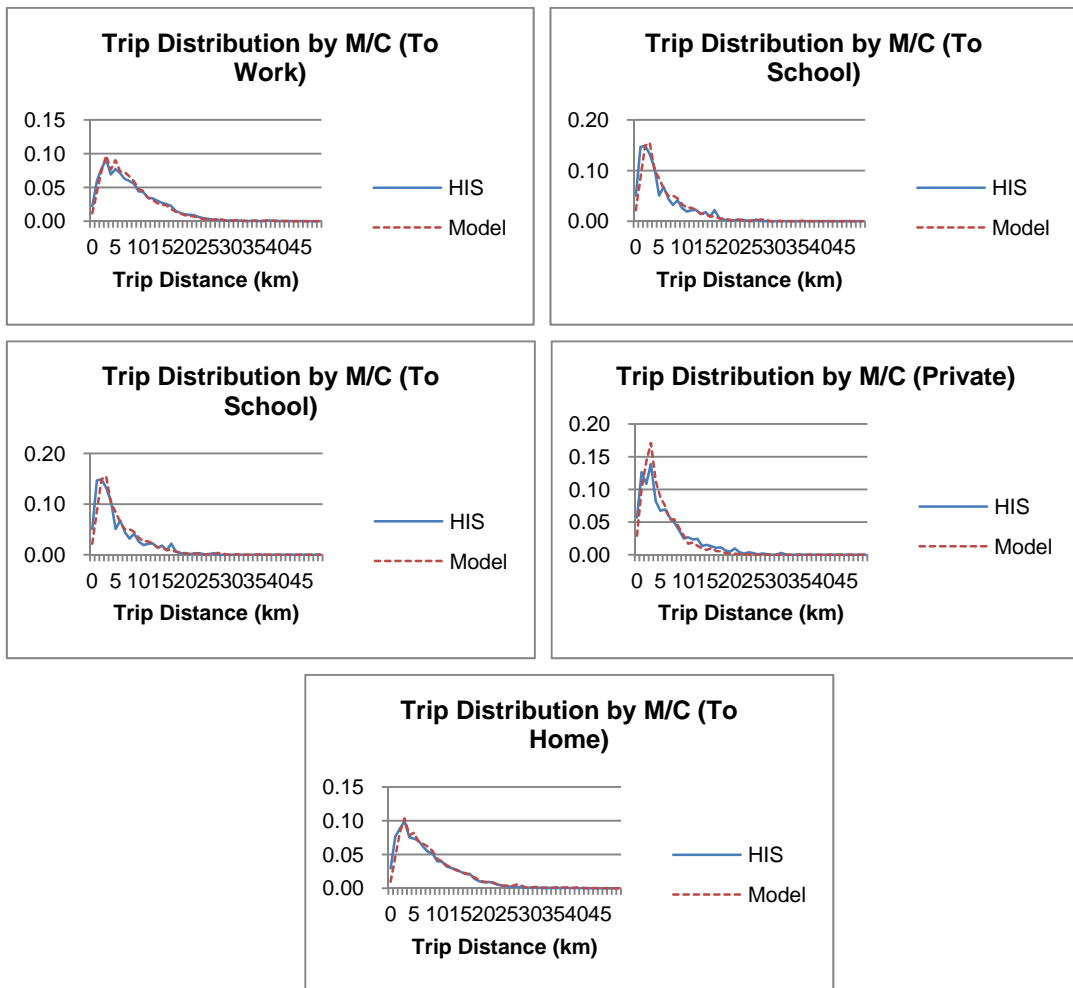 Trip Distribution by M/C (To
Work)
0.15
0.10
0.05
0.00
0 5 1015202530354045
Trip Distance (km)
HIS
Model
Trip Distribution by M/C (To
School)
0.20
0.10
0.00
0 5 1015202530354045
Trip Distance (km)
HIS
Model
Trip Distribution by M/C (To
School)
0.20
0.10
0.00
0 5 1015202530354045
Trip Distance (km)
HIS
Model
Trip Distribution by M/C (Private)
0.20
0.15
0.10
0.05
0.00
0 5 1015202530354045
Trip Distance (km)
HIS
Model
Trip Distribution by M/C (To
Home)
0.15
0.10
0.05
0.00
0 5 1015202530354045
Trip Distance (km)
HIS
Model